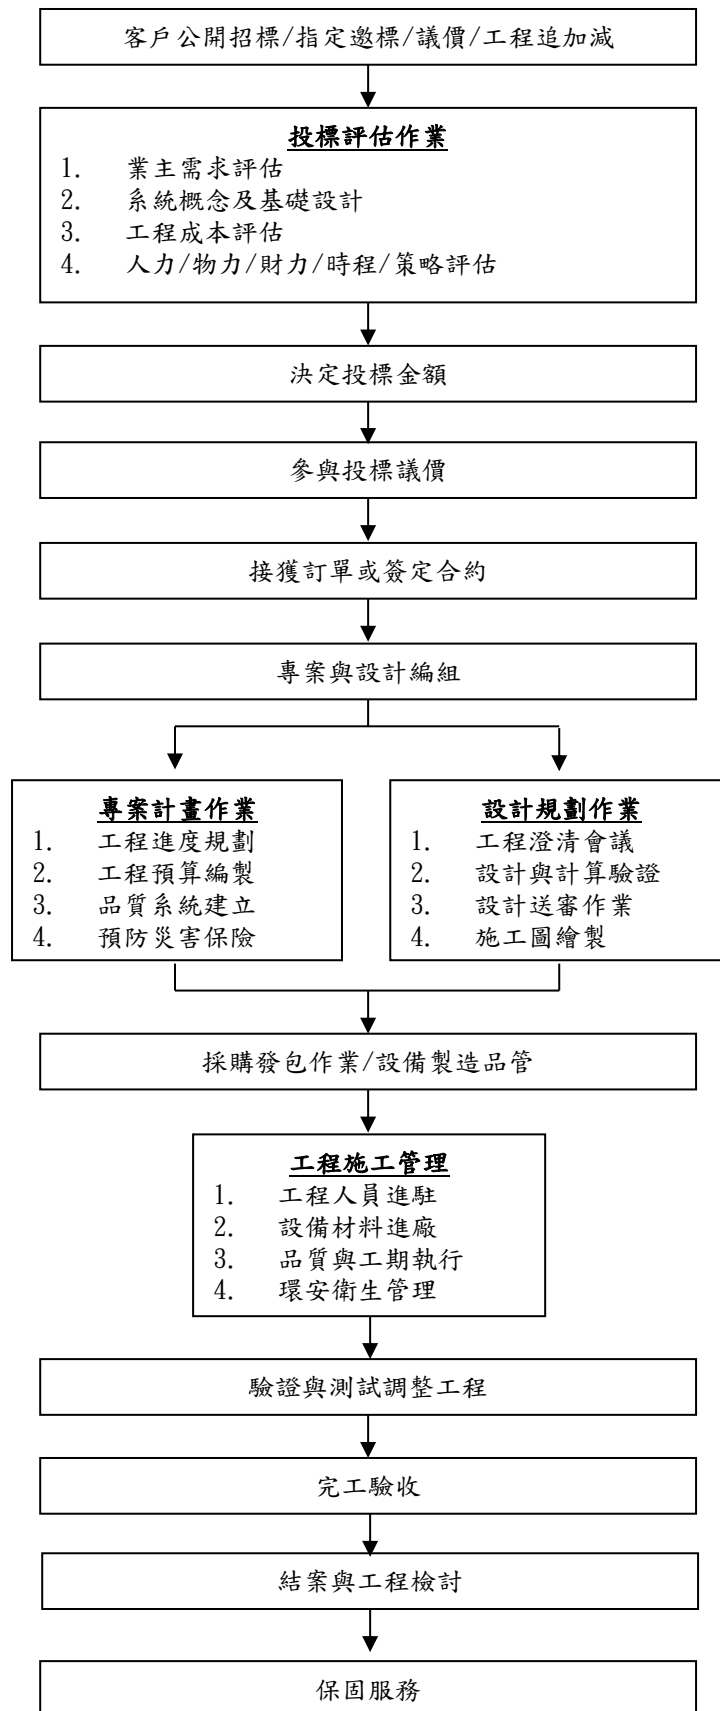 客戶公開招標/指定邀標/議價/工程追加減
投標評估作業
1. 業主需求評估
2. 系統概念及基礎設計
3. 工程成本評估
4. 人力/物力/財力/時程/策略評估
決定投標金額
參與投標議價
接獲訂單或簽定合約
專案與設計編組
專案計畫作業
1. 工程進度規劃
2. 工程預算編製
3. 品質系統建立
4. 預防災害保險
設計規劃作業
1. 工程澄清會議
2. 設計與計算驗證
3. 設計送審作業
4. 施工圖繪製
採購發包作業/設備製造品管
工程施工管理
1. 工程人員進駐
2. 設備材料進廠
3. 品質與工期執行
4. 環安衛生管理
驗證與測試調整工程
完工驗收
結案與工程檢討
保固服務